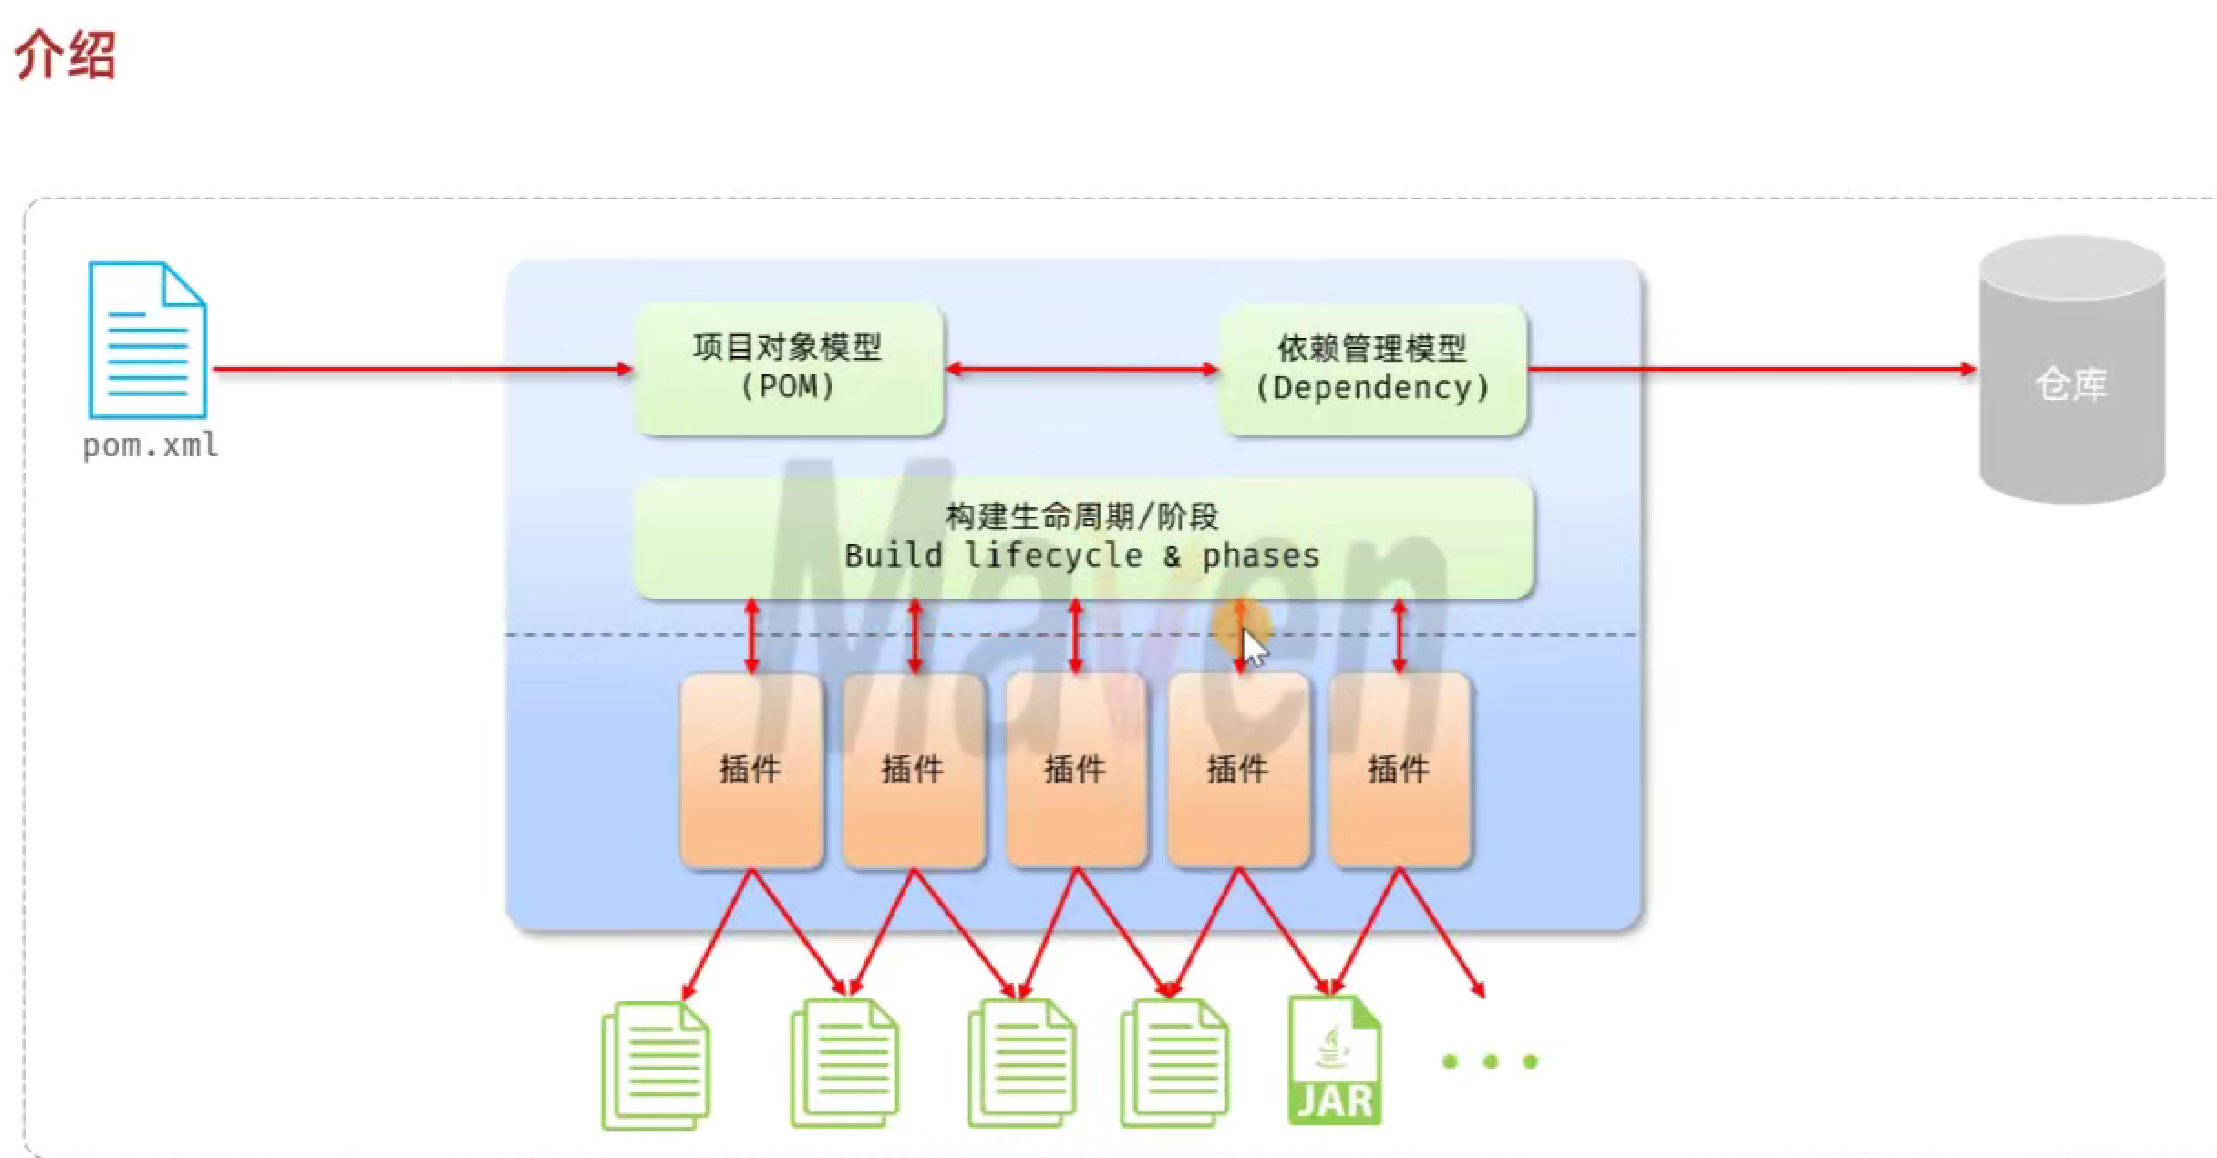 介绍
pom.xml
项目对象模型
(POM)
依赖管理模型
(Dependency)
仓库
构建生命周期/阶段
Build lifecycle & phases
Maven
插件
插件
插件
插件
插件
JAR